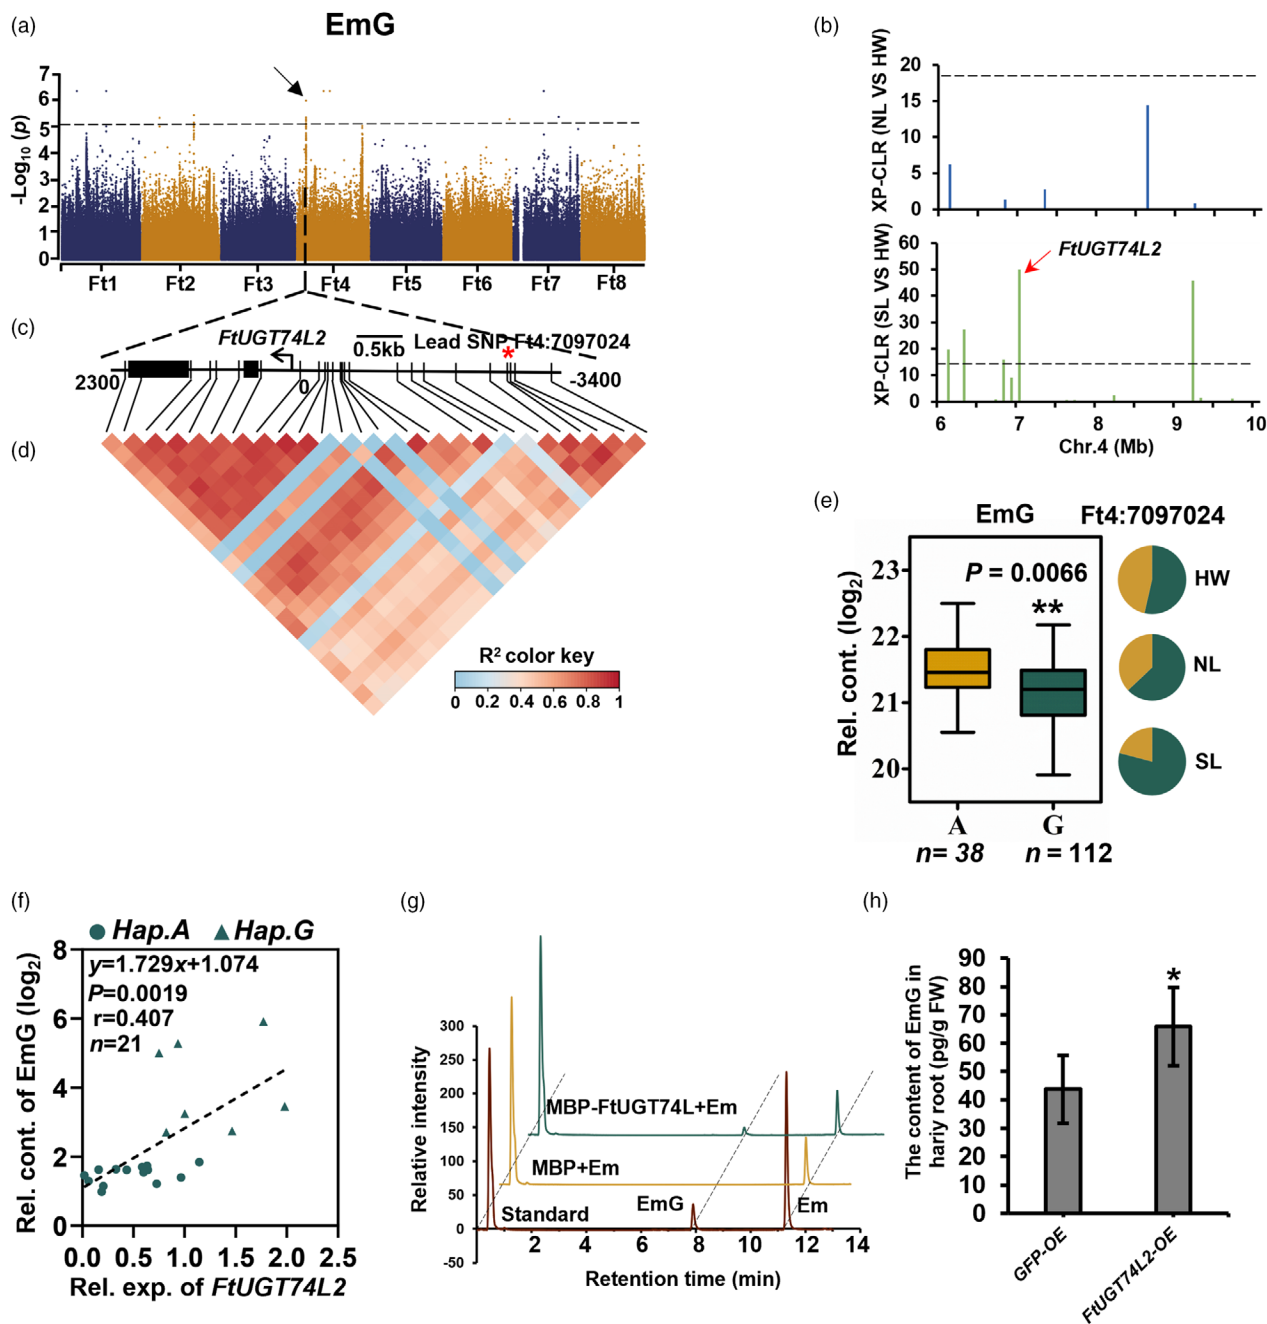 (a)
EmG
-Log10 (p)
7
6
5
4
3
2
1
0
Ft1 Ft2 Ft3 Ft4 Ft5 Ft6 Ft7 Ft8
(b)
XP-CLR (NL VS HW)
20
15
10
5
0
XP-CLR (SL VS HW)
60
50
40
30
20
10
0
FtUGT74L2
6 7 8 9 10
Chr.4 (Mb)
(c)
FtUGT74L2
0.5kb
Lead SNP Ft4:7097024
*
2300
0
-3400
(d)
R2 color key
0 0.2 0.4 0.6 0.8 1
(e)
EmG
Ft4:7097024
Rel. cont. (log2)
23
22
21
20
P = 0.0066
**
A G
n= 38 n = 112
HW
NL
SL
(f)
Hap.A Hap.G
Rel. cont. of EmG (log2)
8
6
4
2
0
y=1.729x+1.074
P=0.0019
r=0.407
n=21
0.0 0.5 1.0 1.5 2.0 2.5
Rel. exp. of FtUGT74L2
(g)
Relative intensity
300
250
200
150
100
50
0
-50
MBP-FtUGT74L+Em
MBP+Em
Standard
EmG
Em
2 4 6 8 10 12 14
Retention time (min)
(h)
The content of EmG in
hariy root (pg/g FW)
90
80
70
60
50
40
30
20
10
0
*
GFP-OE
FtUGT74L2-OE